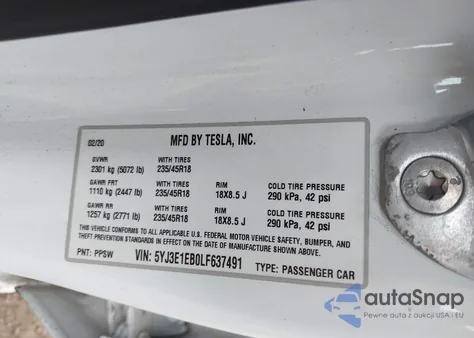 02/20 MFD BY TESLA, INC.
GVWR WITH TIRES
2301 kg (5072 lb) 235/45R18
GAWR FRT WITH TIRES RIM COLD TIRE PRESSURE
1110 kg (2447 lb) 235/45R18 18X8.5 J 290 kPa, 42 psi
GAWR RR WITH TIRES RIM COLD TIRE PRESSURE
1257 kg (2771 lb) 235/45R18 18X8.5 J 290 kPa, 42 psi
THIS VEHICLE CONFORMS TO ALL APPLICABLE U.S. FEDERAL MOTOR VEHICLE SAFETY, BUMPER, AND
THEFT PREVENTION STANDARDS IN EFFECT ON THE DATE OF MANUFACTURE SHOWN ABOVE.
PNT: PPSW VIN: 5YJ3E1EB0LF637491 TYPE: PASSENGER CAR
autoSnap
Pewne auta z aukcji USA i EU